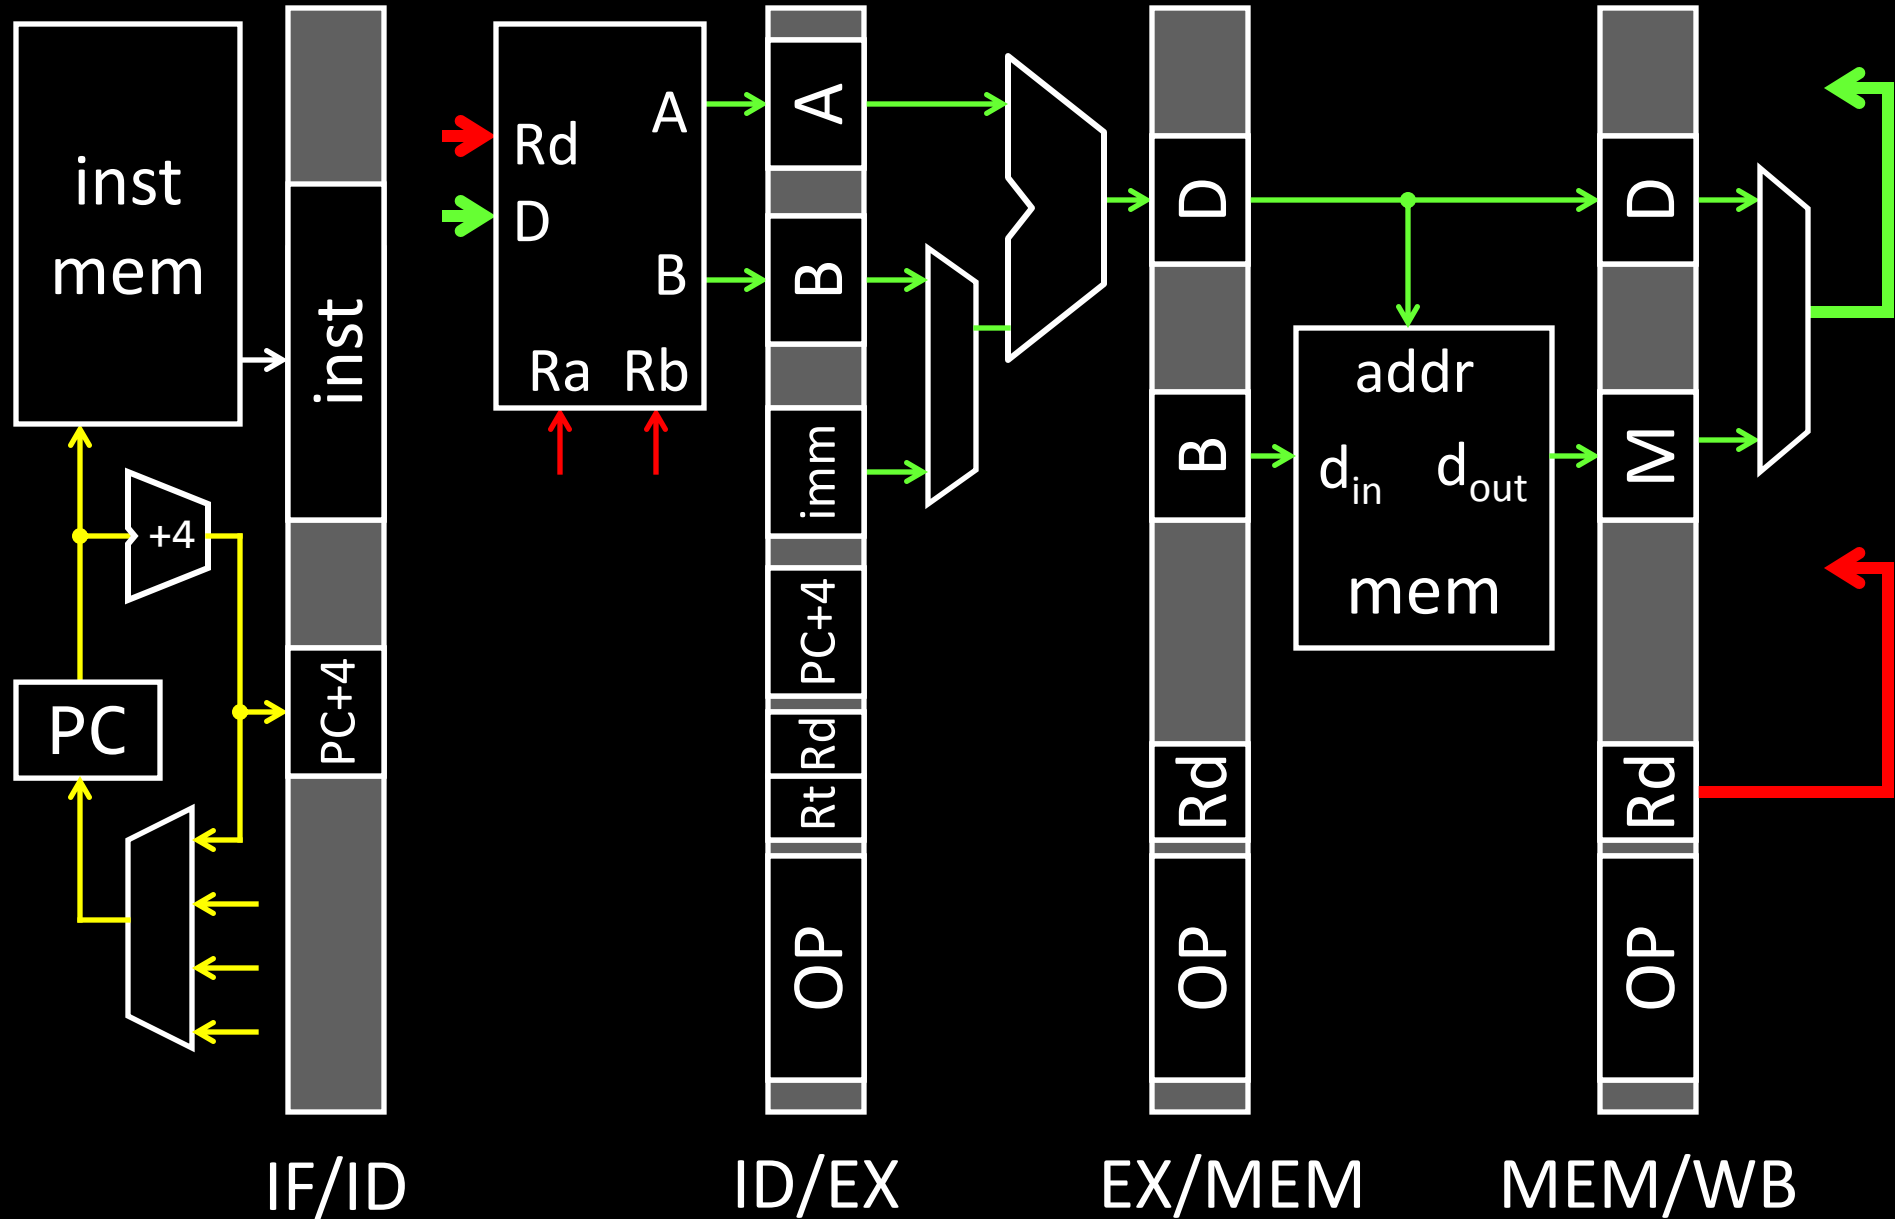 inst
mem
+4
PC
inst
PC+4
IF/ID
Rd
D
A
B
Ra
Rb
A
B
imm
PC+4
Rd
Rt
OP
ID/EX
D
B
Rd
OP
EX/MEM
addr
din
dout
mem
D
M
Rd
OP
MEM/WB